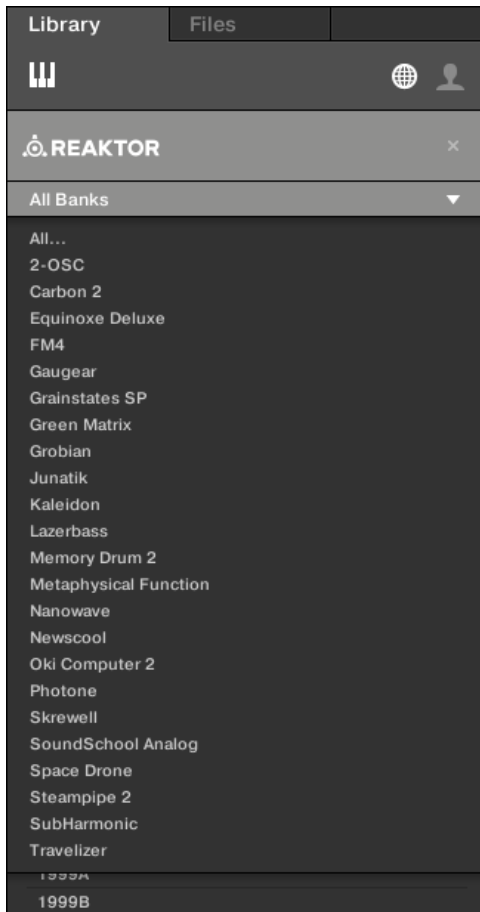 Library Files
REAKTOR ×
All Banks
All...
2-OSC
Carbon 2
Equinoxe Deluxe
FM4
Gaugear
Grainstates SP
Green Matrix
Grobian
Junatik
Kaleidon
Lazerbass
Memory Drum 2
Metaphysical Function
Nanowave
Newscool
Oki Computer 2
Photone
Skrewell
SoundSchool Analog
Space Drone
Steampipe 2
SubHarmonic
Travelizer
1999A
1999B